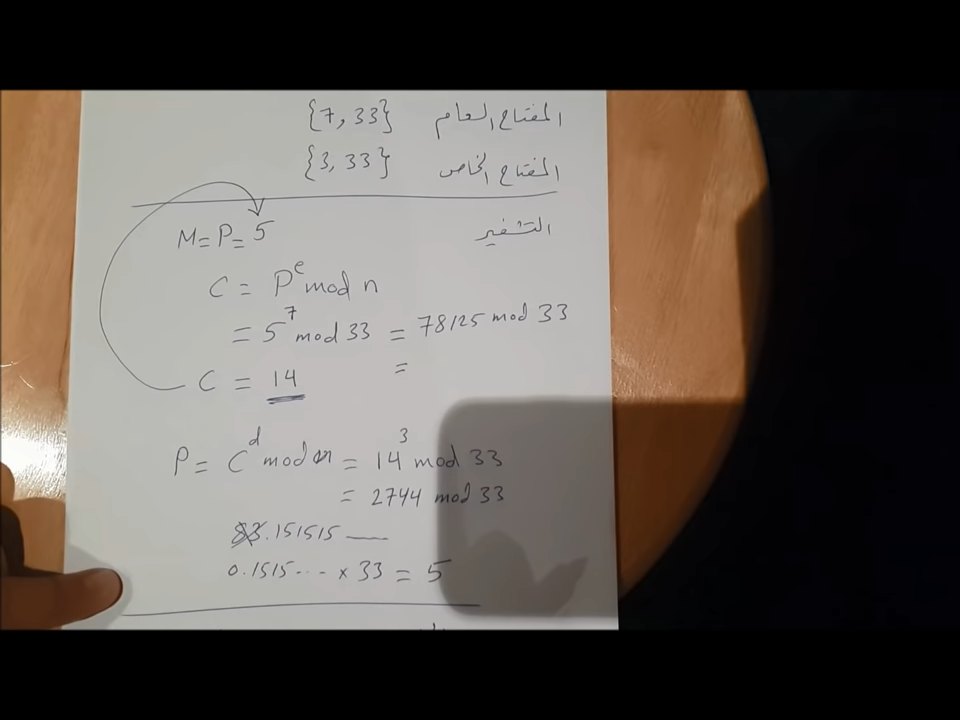 المفتاح العام {7, 33}
المفتاح الخاص {3, 33}
التشفير
M = P = 5
C = P^e mod n
= 5^7 mod 33 = 78125 mod 33
C = 14 =
P = C^d mod n = 14^3 mod 33
= 2744 mod 33
83.151515
0.1515... × 33 = 5